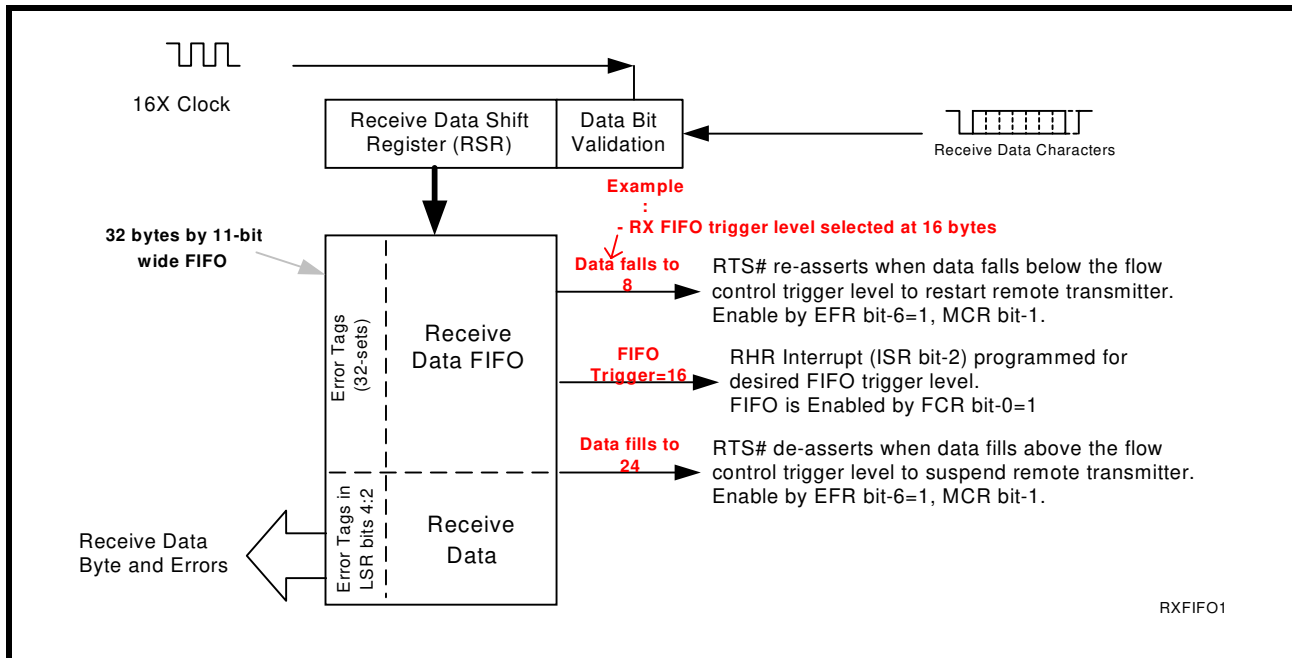 16X Clock
Receive Data Shift
Register (RSR)
Data Bit
Validation
Receive Data Characters
Example
:
- RX FIFO trigger level selected at 16 bytes
32 bytes by 11-bit
wide FIFO
Error Tags
(32-sets)
Receive
Data FIFO
Data falls to
8
RTS# re-asserts when data falls below the flow
control trigger level to restart remote transmitter.
Enable by EFR bit-6=1, MCR bit-1.
FIFO
Trigger=16
RHR Interrupt (ISR bit-2) programmed for
desired FIFO trigger level.
FIFO is Enabled by FCR bit-0=1
Data fills to
24
RTS# de-asserts when data fills above the flow
control trigger level to suspend remote transmitter.
Enable by EFR bit-6=1, MCR bit-1.
Error Tags in
LSR bits 4:2
Receive
Data
Receive Data
Byte and Errors
RXFIFO1